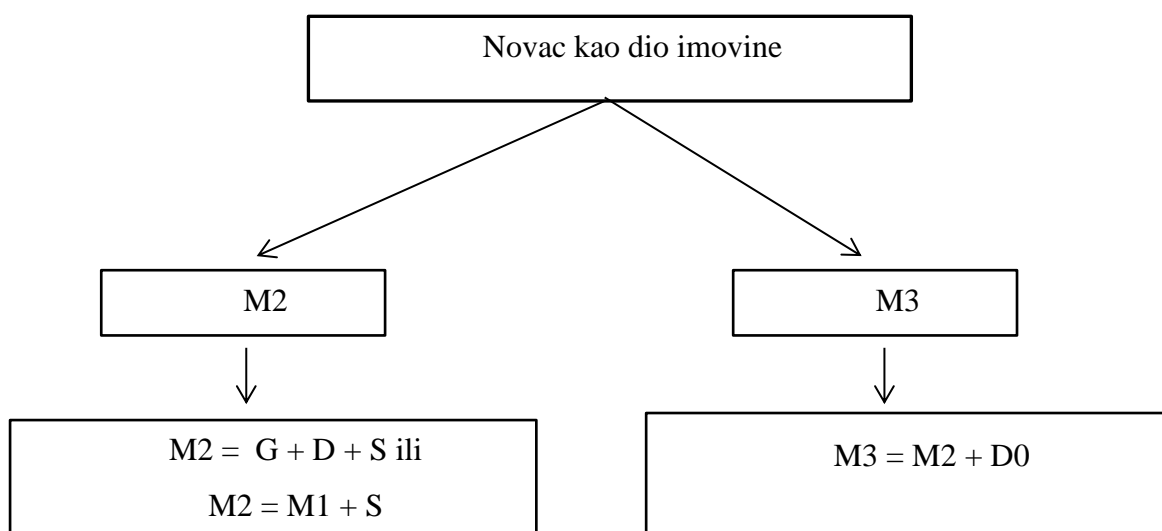 Novac kao dio imovine
M2
M3
M2 = G + D + S ili
M2 = M1 + S
M3 = M2 + D0